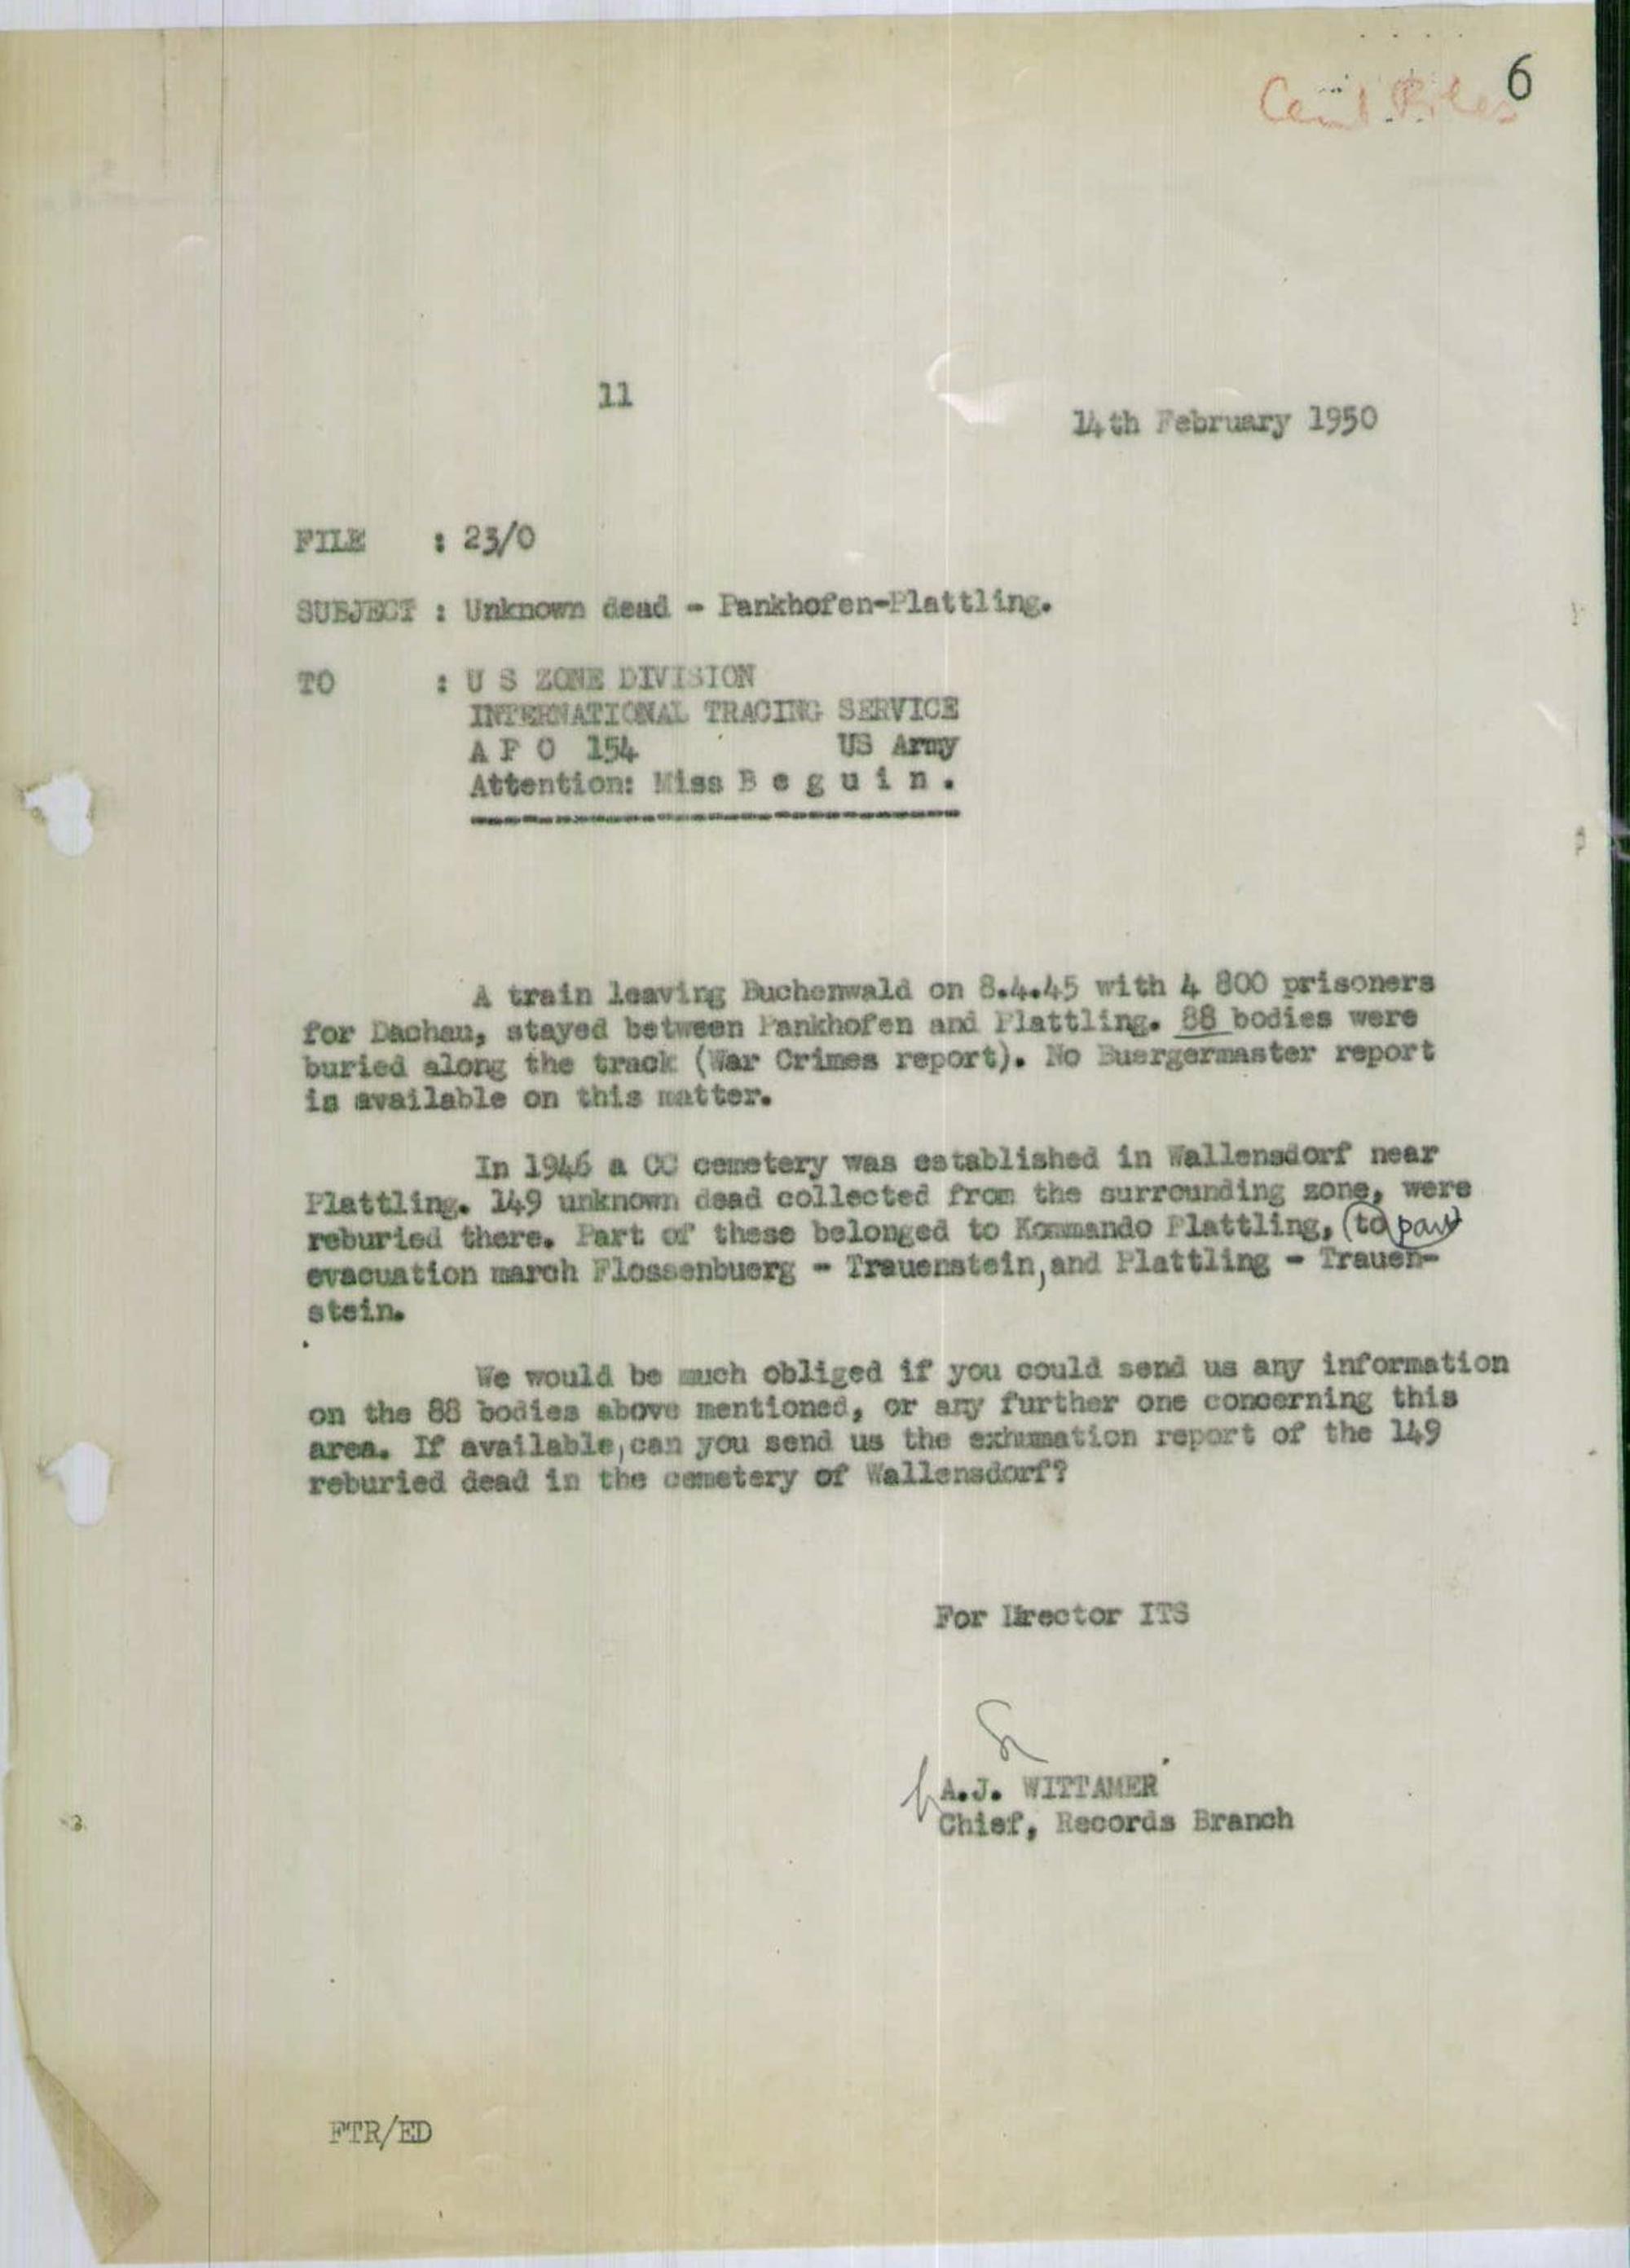 6
11
14th February 1950
FILE : 23/0
SUBJECT : Unknown dead - Pankhofen-Plattling.
TO : U S ZONE DIVISION
INTERNATIONAL TRACING SERVICE
A P O 154 US Army
Attention: Miss B e g u i n .
A train leaving Buchenwald on 8.4.45 with 4 800 prisoners
for Dachau, stayed between Pankhofen and Plattling. 88 bodies were
buried along the track (War Crimes report). No Buergermaster report
is available on this matter.
In 1946 a CC cemetery was established in Wallensdorf near
Plattling. 149 unknown dead collected from the surrounding zone, were
reburied there. Part of these belonged to Kommando Plattling, (to part
evacuation march Flossenbuerg - Trauenstein, and Plattling - Trauen-
stein.
We would be much obliged if you could send us any information
on the 88 bodies above mentioned, or any further one concerning this
area. If available, can you send us the exhumation report of the 149
reburied dead in the cemetery of Wallensdorf?
For Director ITS
A.J. WITTAMER
Chief, Records Branch
FTR/ED